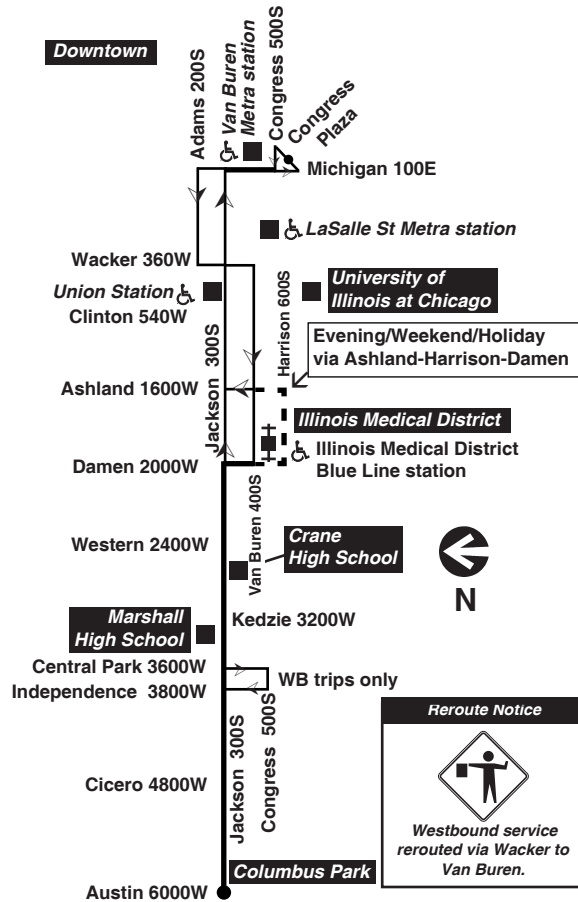 Downtown
Adams 200S
Van Buren
Metra station
Congress 500S
Congress
Plaza
Michigan 100E
LaSalle St Metra station
Wacker 360W
Union Station
Clinton 540W
Harrison 600S
University of
Illinois at Chicago
Evening/Weekend/Holiday
via Ashland-Harrison-Damen
Jackson 300S
Ashland 1600W
Illinois Medical District
Illinois Medical District
Blue Line station
Damen 2000W
Van Buren 400S
Western 2400W
Crane
High School
N
Marshall
High School
Kedzie 3200W
Central Park 3600W
Independence 3800W
WB trips only
Jackson 300S
Congress 500S
Cicero 4800W
Reroute Notice
Westbound service
rerouted via Wacker to
Van Buren.
Columbus Park
Austin 6000W